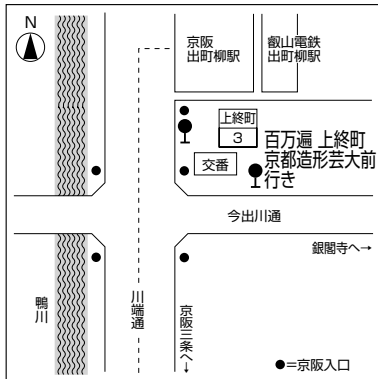 N
京阪
出町柳駅
叡山電鉄
出町柳駅
上終町
3
百万遍 上終町
京都造形芸大前
行き
交番
今出川通
銀閣寺へ→
鴨川
川端通
京阪三条へ→
●=京阪入口